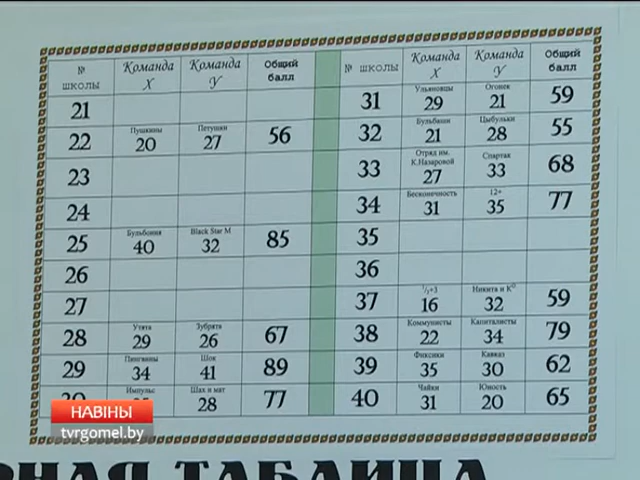 № школы Команда X Команда У Общий балл
21
Пушкины Петушки
22 20 27 56
23
24
Бульбония Black Star M
25 40 32 85
26
27
Утята Зубрята
28 29 26 67
Пингвины Шок
29 34 41 89
Импульс Шах и мат
28 77
№ школы Команда X Команда У Общий балл
Ульяновцы Огонек
31 29 21 59
Бульбаши Цыбульки
32 21 28 55
Отряд им. К.Назаровой Спартак
33 27 33 68
Бесконечность 12+
34 31 35 77
35
36
Никита и К°
37 16 32 59
Коммунисты Капиталисты
38 22 34 79
Фиксики Кавказ
39 35 30 62
Чайки Юность
40 31 20 65
НАВІНЫ
tvrgomel.by
РНАЯ ТАБЛИЦА